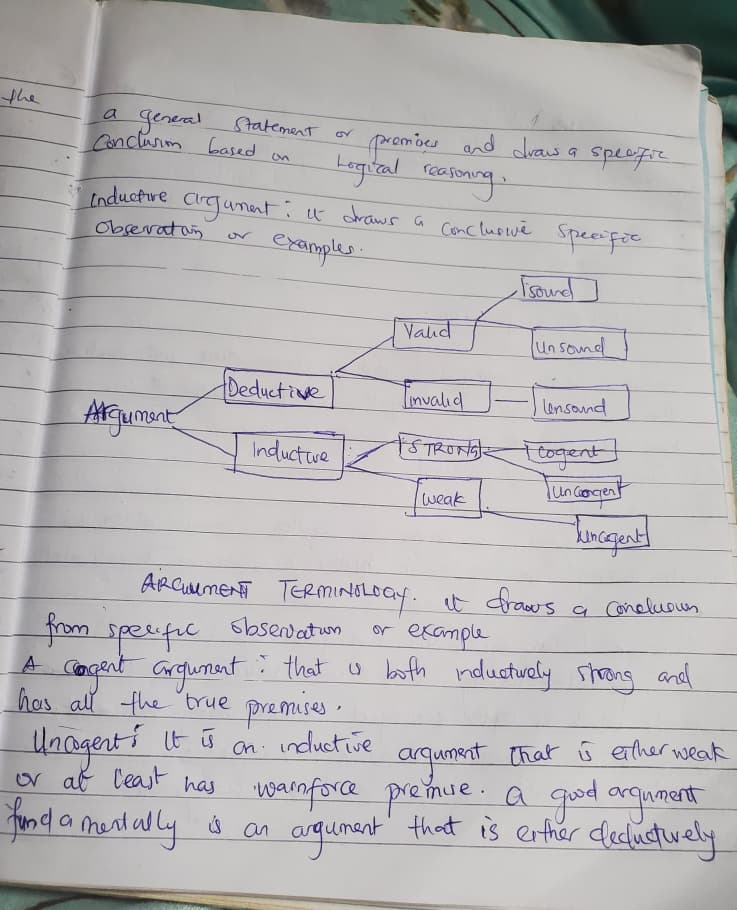 the
a general statement or premises and draws a specific
Conclusion based on Logical reasoning.
Inductive argument: it draws a conclusive specific
observation or examples.
Sound
Valid
Unsound
Deductive
invalid
Unsound
Argument
Inductive
STRONG
Cogent
Uncogent
Weak
Uncogent
ARGUMENT TERMINOLOGY. it draws a conclusion
from specific observation or example
A Cogent argument: that is both inductively strong and
has all the true premises.
Uncogent: It is an inductive argument that is either weak
or at least has premise. a good argument
fundamentally is an argument that is either deductively